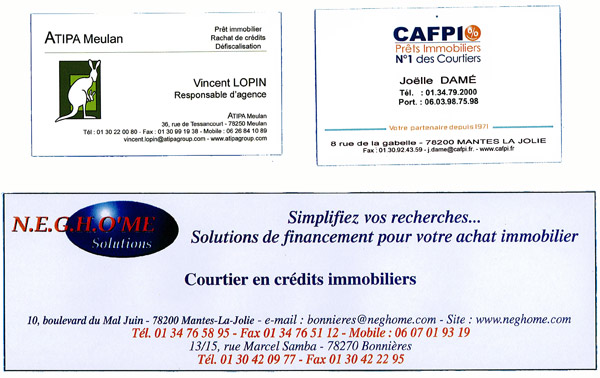 Prêt immobilier
Rachat de crédits
Défiscalisation
ATIPA Meulan
Vincent LOPIN
Responsable d'agence
ATIPA Meulan
36, rue de Tessancourt - 78250 Meulan
Tél : 01 30 22 00 80 - Fax : 01 30 99 19 38 - Mobile : 06 26 84 10 89
vincent.lopin@atipagroup.com - www.atipagroup.com
CAFPI %
Prêts Immobiliers
N°1 des Courtiers
Joëlle DAMÉ
Tél. : 01.34.79.2000
Port. : 06.03.98.75.98
Votre partenaire depuis 1971
8 rue de la gabelle - 78200 MANTES LA JOLIE
Fax : 01.30.92.43.59 - j.dame@cafpi.fr - www.cafpi.fr
N.E.G.H.O'ME
Solutions
Simplifiez vos recherches...
Solutions de financement pour votre achat immobilier
Courtier en crédits immobiliers
10, boulevard du Mal Juin - 78200 Mantes-La-Jolie - e-mail : bonnieres@neghome.com - Site : www.neghome.com
Tél. 01 34 76 58 95 - Fax 01 34 76 51 12 - Mobile : 06 07 01 93 19
13/15, rue Marcel Samba - 78270 Bonnières
Tél. 01 30 42 09 77 - Fax 01 30 42 22 95